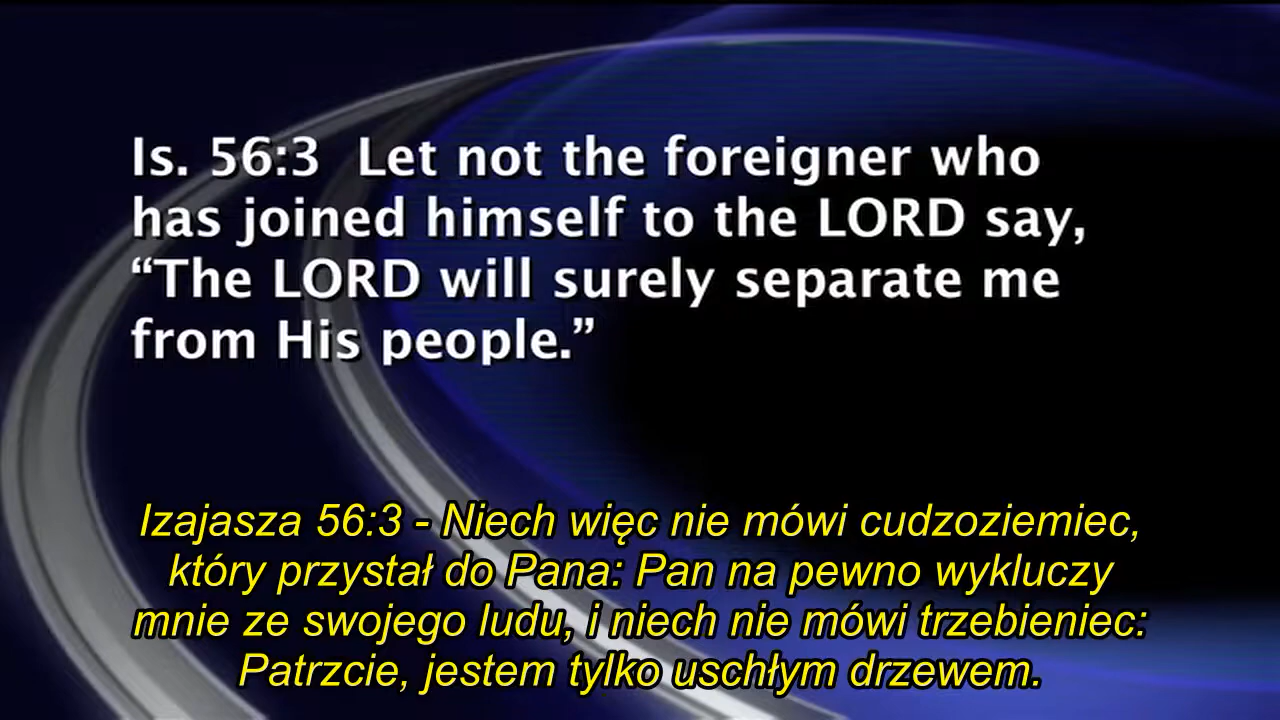 Is. 56:3  Let not the foreigner who
has joined himself to the LORD say,
“The LORD will surely separate me
from His people.”
Izajasza 56:3 - Niech więc nie mówi cudzoziemiec,
który przystał do Pana: Pan na pewno wykluczy
mnie ze swojego ludu, i niech nie mówi trzebieniec:
Patrzcie, jestem tylko uschłym drzewem.